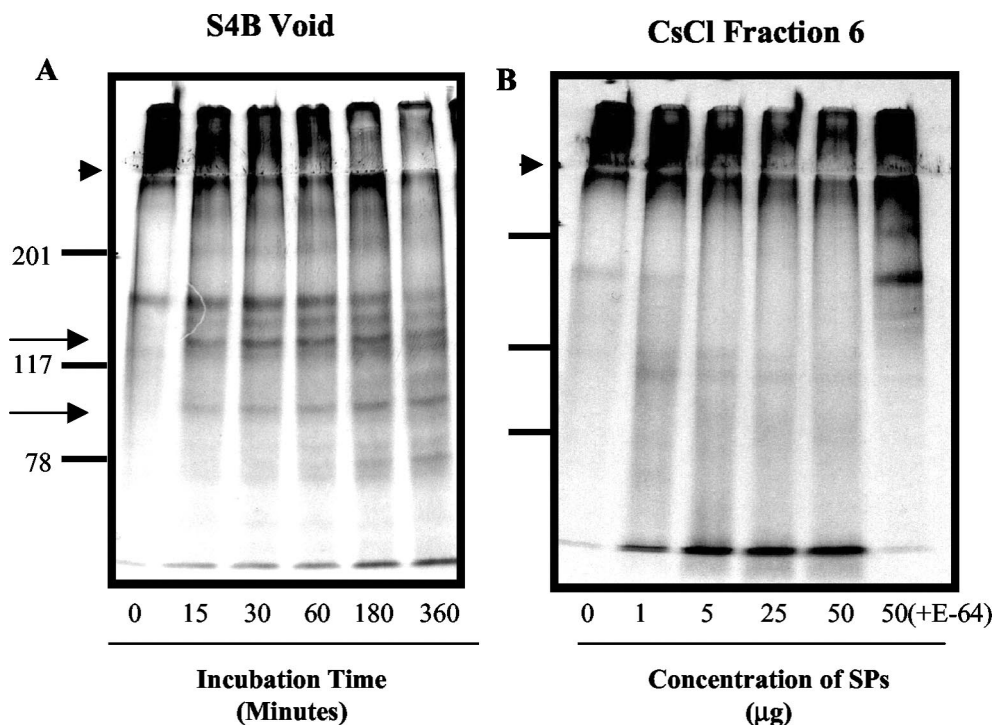 S4B Void
CsCl Fraction 6
A
B
201
117
78
0 15 30 60 180 360
0 1 5 25 50 50(+E-64)
Incubation Time
(Minutes)
Concentration of SPs
(μg)